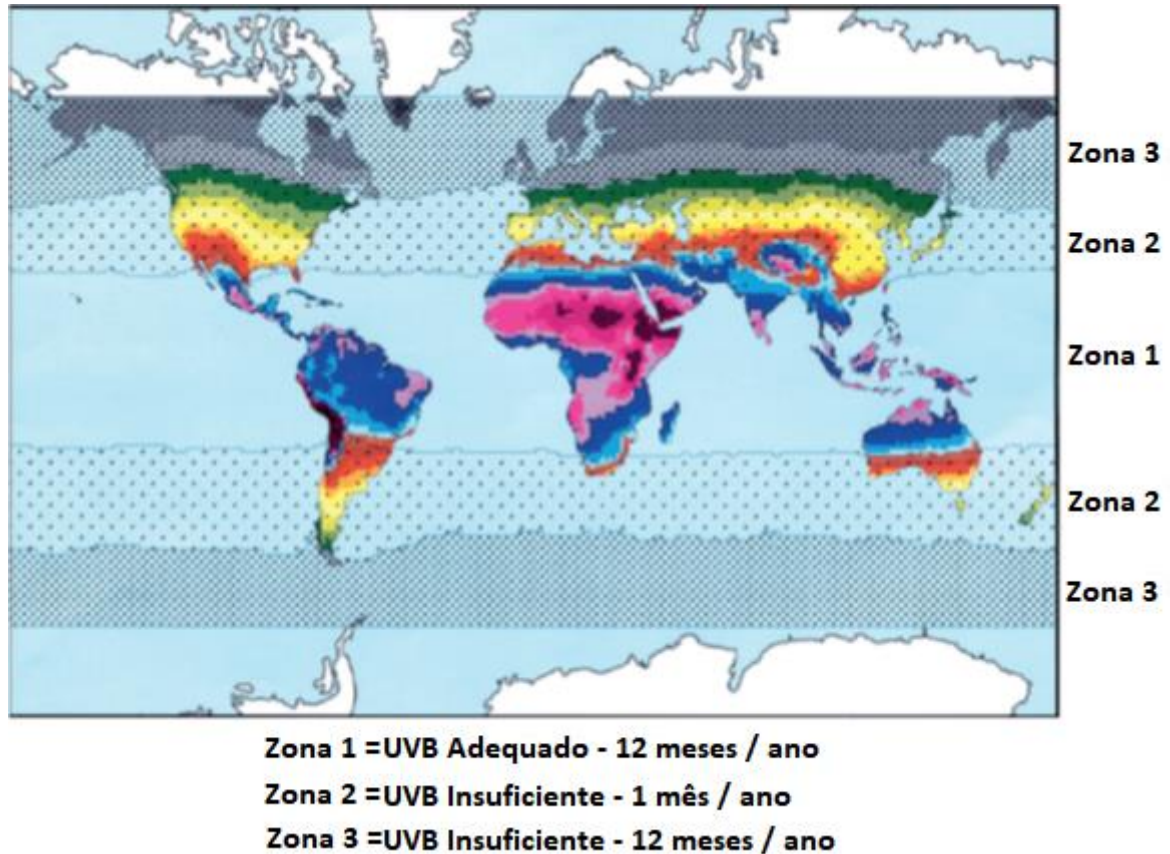 Zona 3
Zona 2
Zona 1
Zona 2
Zona 3
Zona 1 =UVB Adequado - 12 meses / ano
Zona 2 =UVB Insuficiente - 1 mês / ano
Zona 3 =UVB Insuficiente - 12 meses / ano